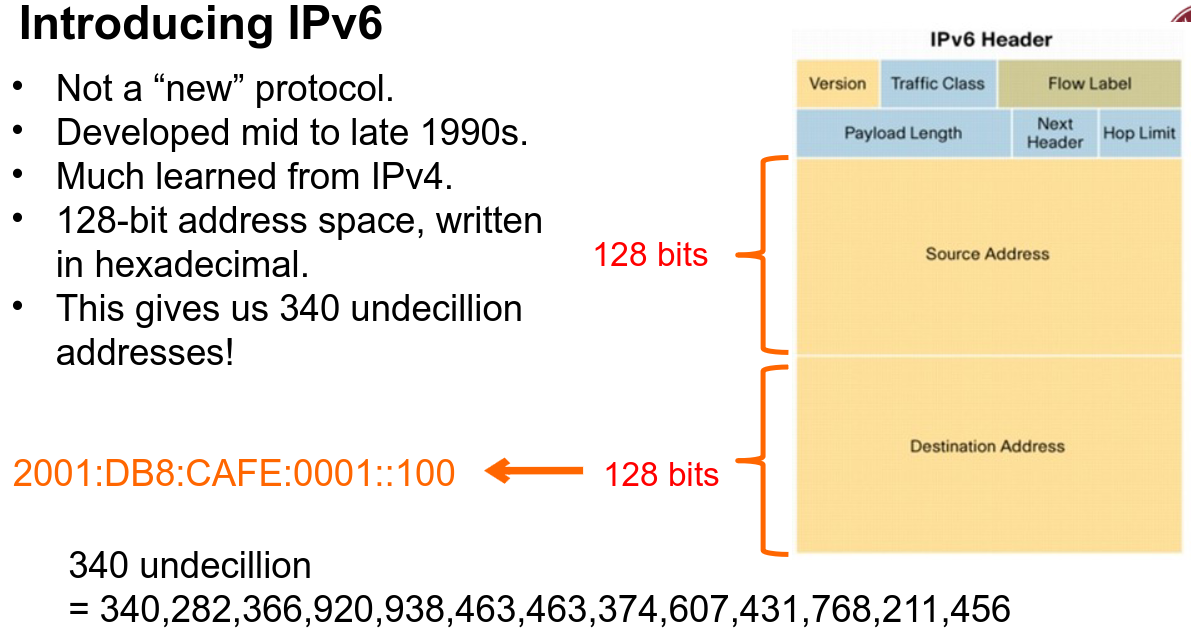 Introducing IPv6
• Not a “new” protocol.
• Developed mid to late 1990s.
• Much learned from IPv4.
• 128-bit address space, written
in hexadecimal.
• This gives us 340 undecillion
addresses!
IPv6 Header
Version Traffic Class Flow Label
Payload Length Next Header Hop Limit
128 bits
Source Address
2001:DB8:CAFE:0001::100
128 bits
Destination Address
340 undecillion
= 340,282,366,920,938,463,463,374,607,431,768,211,456